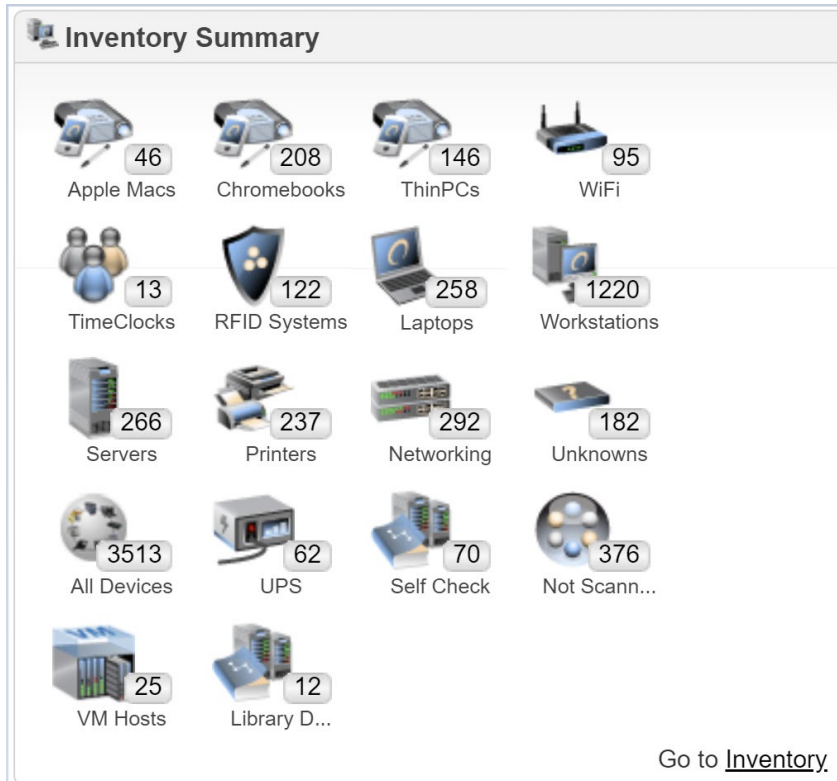 Inventory Summary
46 208 146 95
Apple Macs Chromebooks ThinPCs WiFi
13 122 258 1220
TimeClocks RFID Systems Laptops Workstations
266 237 292 182
Servers Printers Networking Unknowns
3513 62 70 376
All Devices UPS Self Check Not Scann...
VM
25 12
VM Hosts Library D...
Go to Inventory